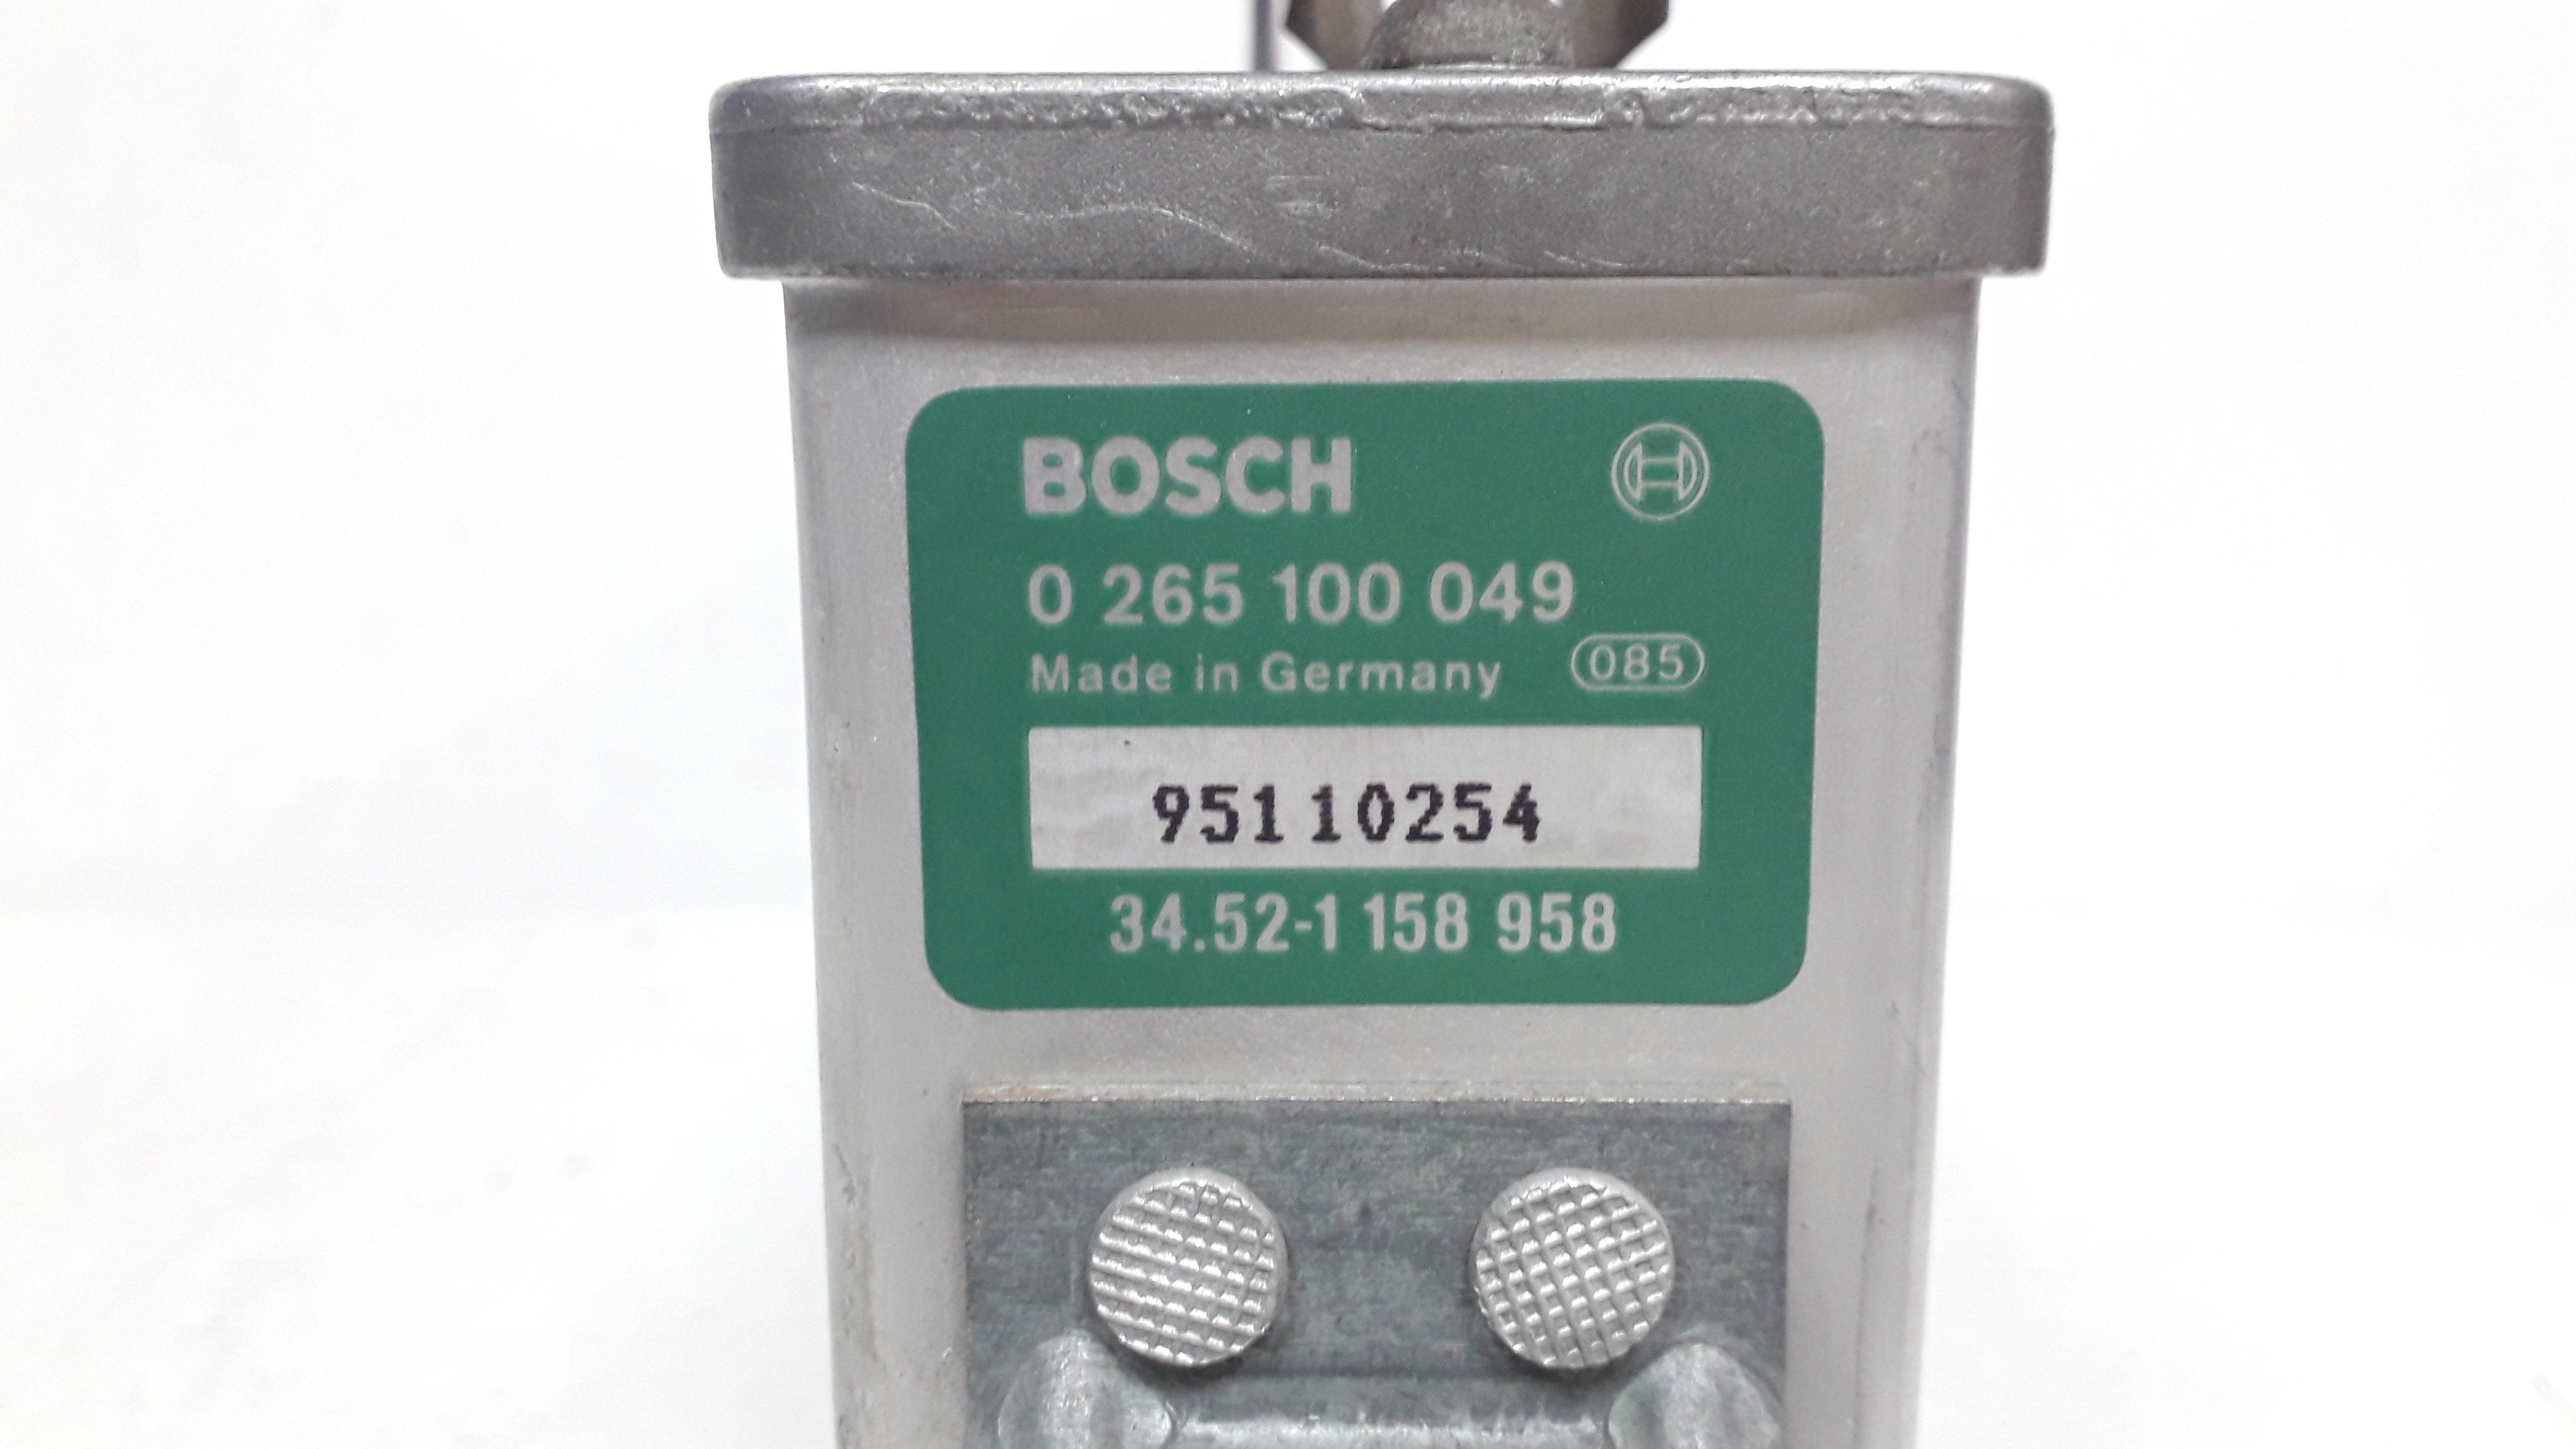 BOSCH
0 265 100 049
Made in Germany 085
95110254
34.52-1 158 958